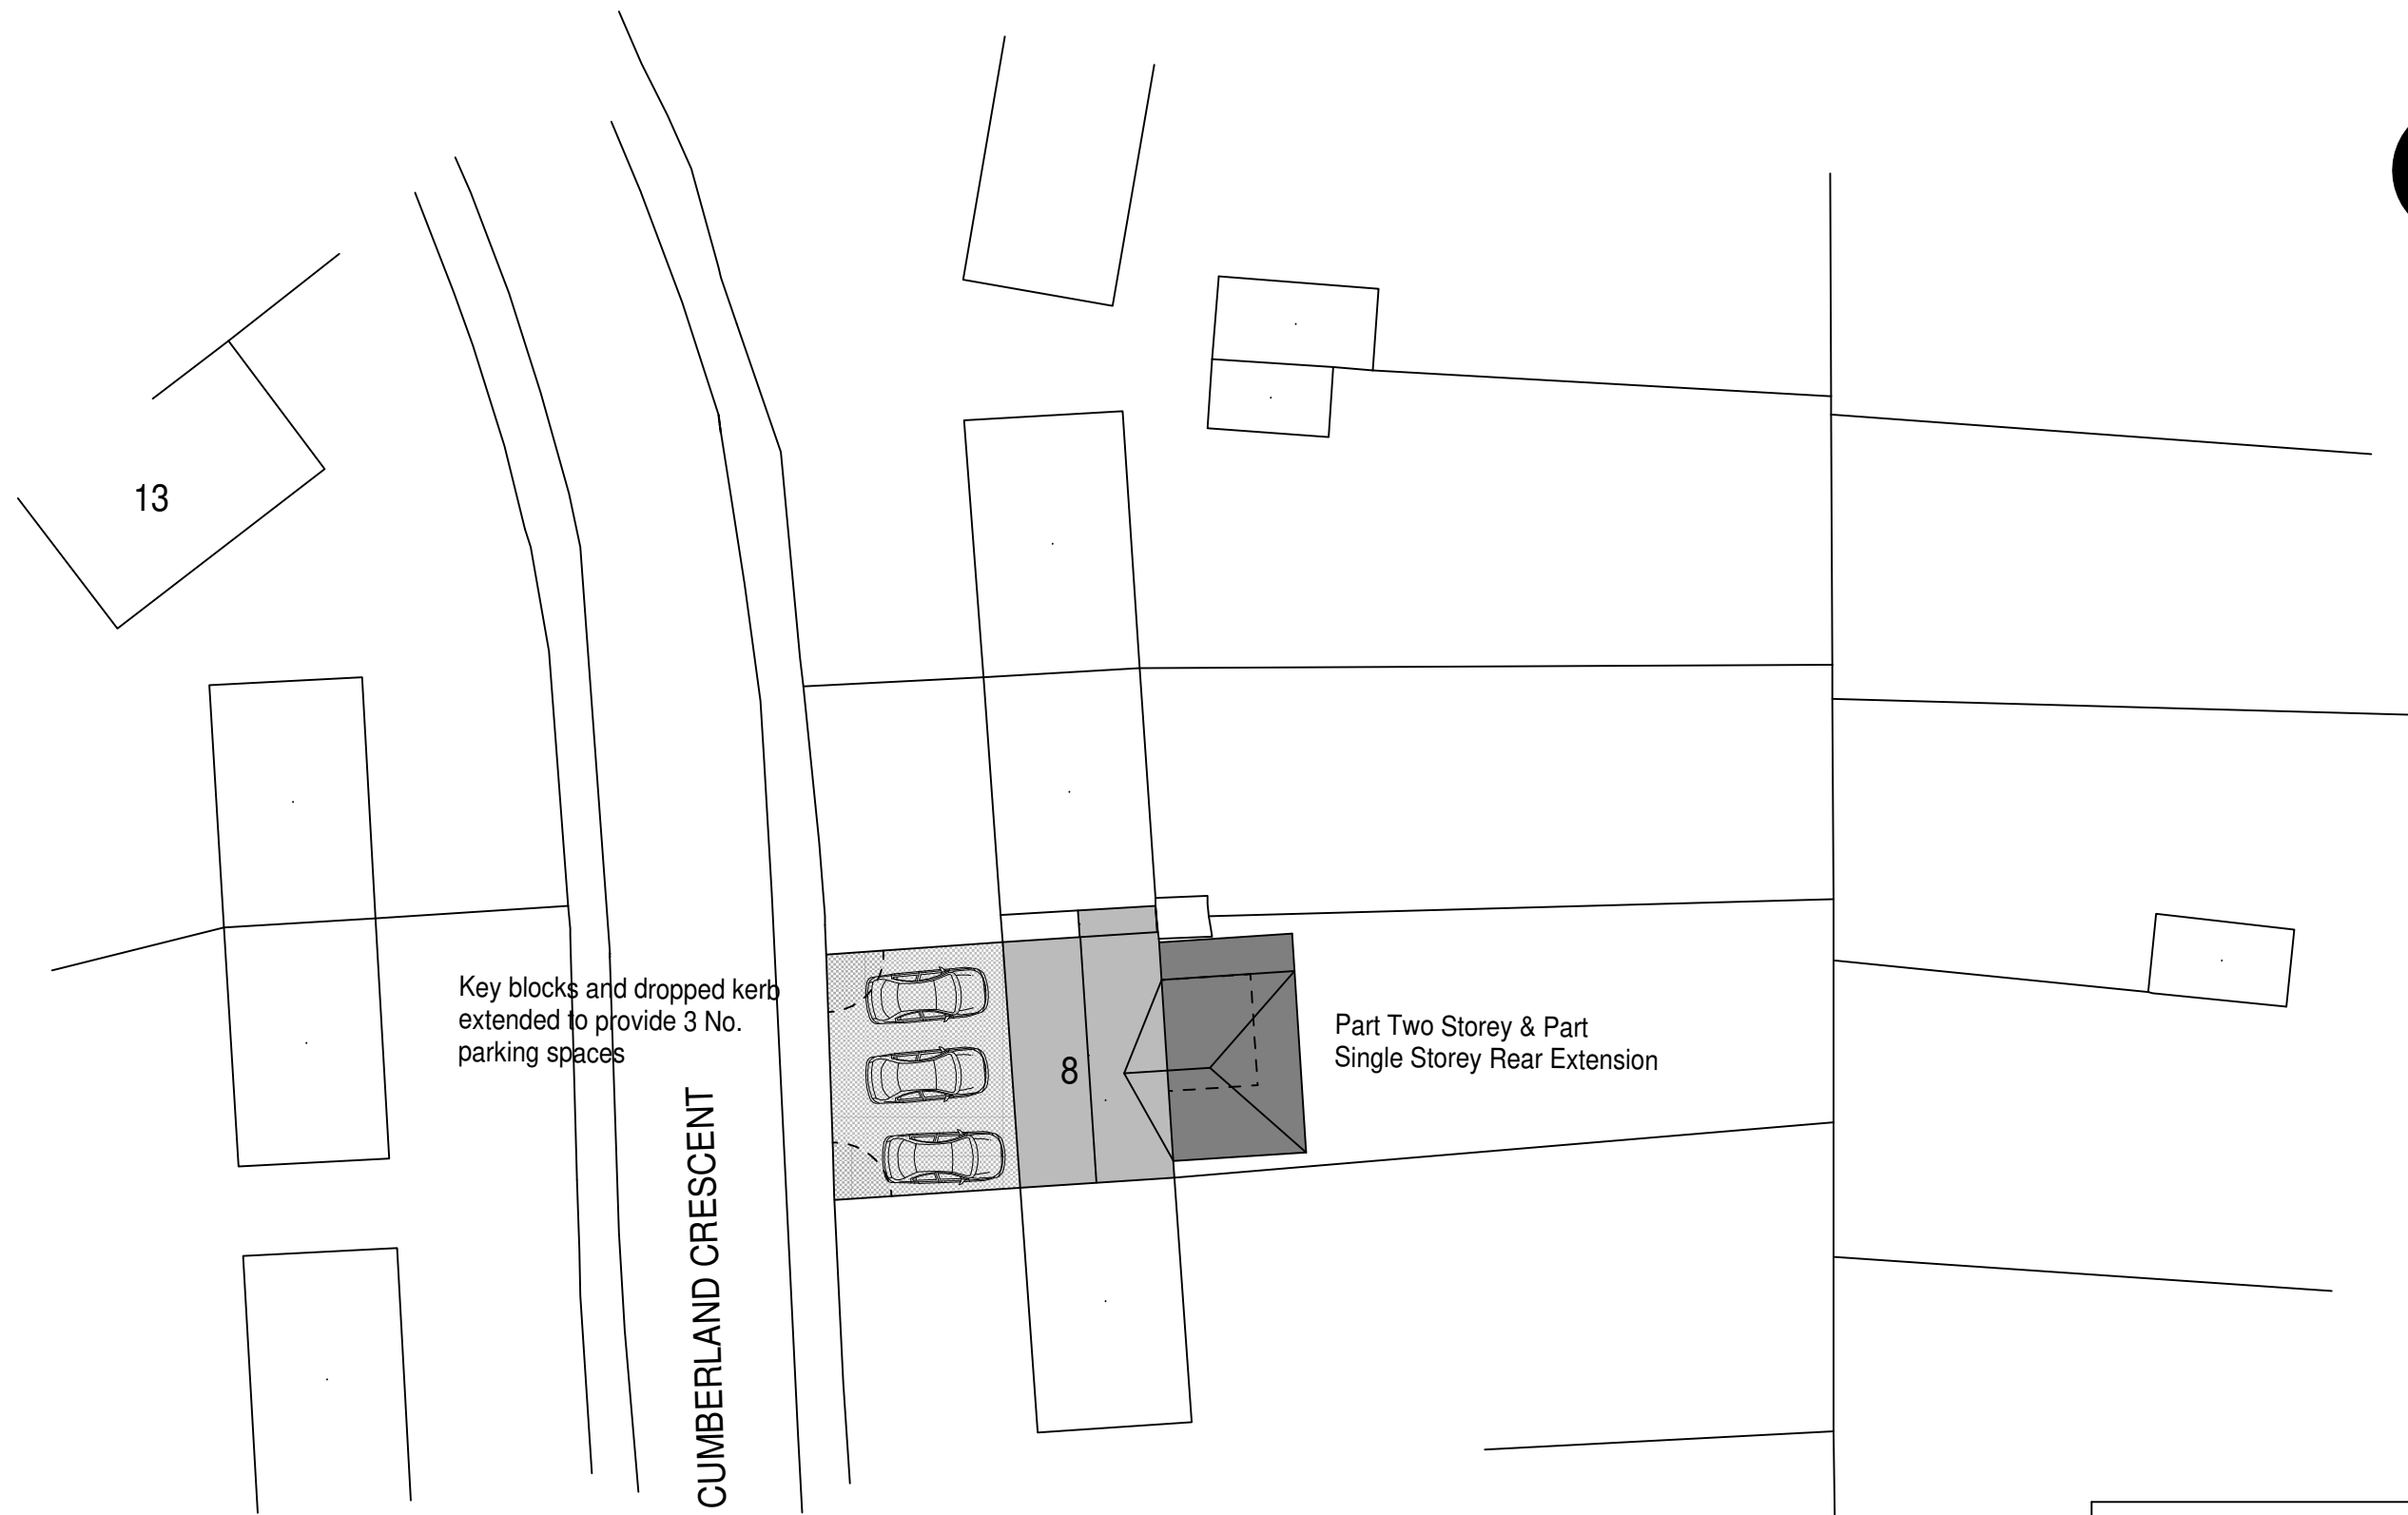 13
Key blocks and dropped kerb
extended to provide 3 No.
parking spaces
8
Part Two Storey & Part
Single Storey Rear Extension
CUMBERLAND CRESCENT